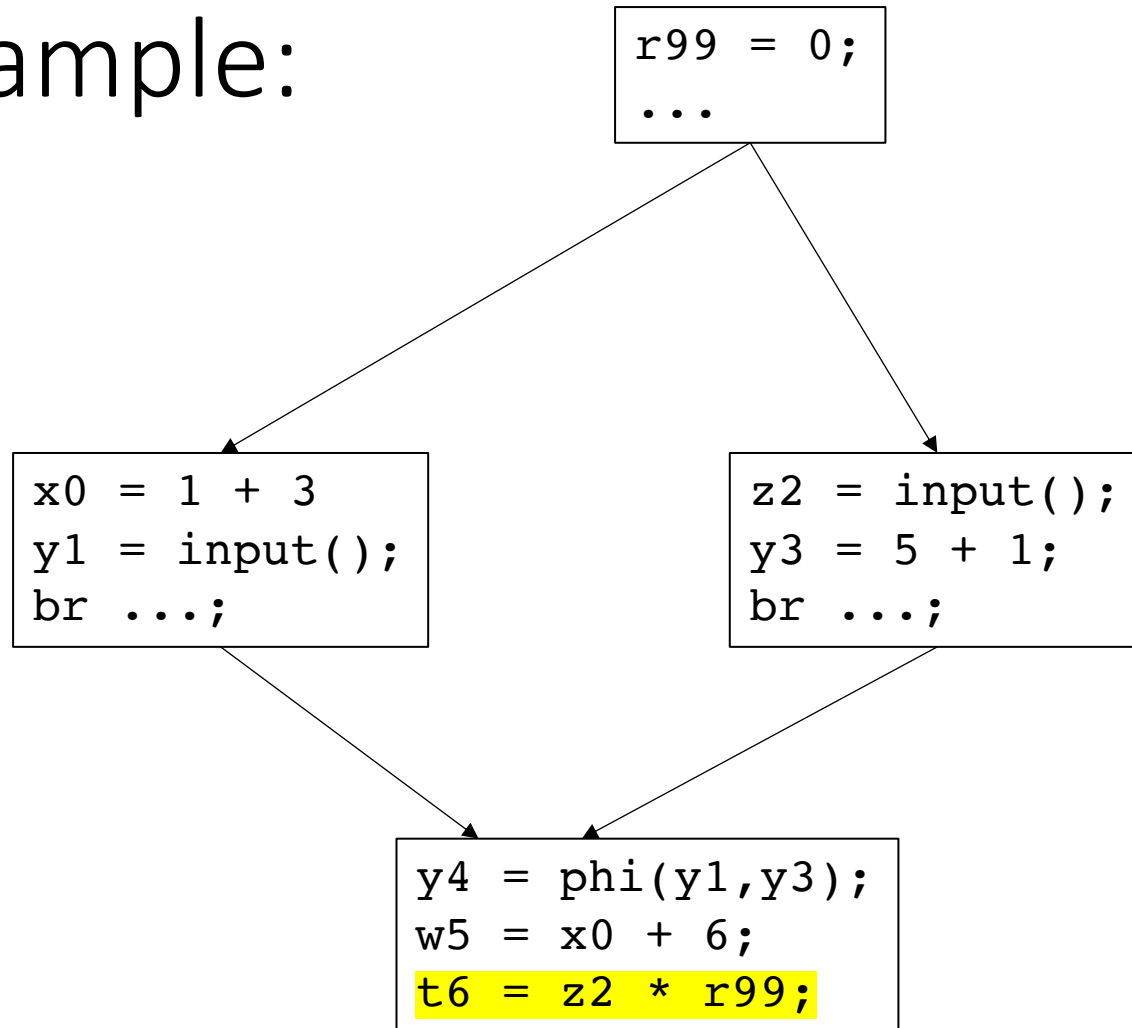 ample:
r99 = 0;
...
x0 = 1 + 3
y1 = input();
br ...;
z2 = input();
y3 = 5 + 1;
br ...;
y4 = phi(y1,y3);
w5 = x0 + 6;
t6 = z2 * r99;